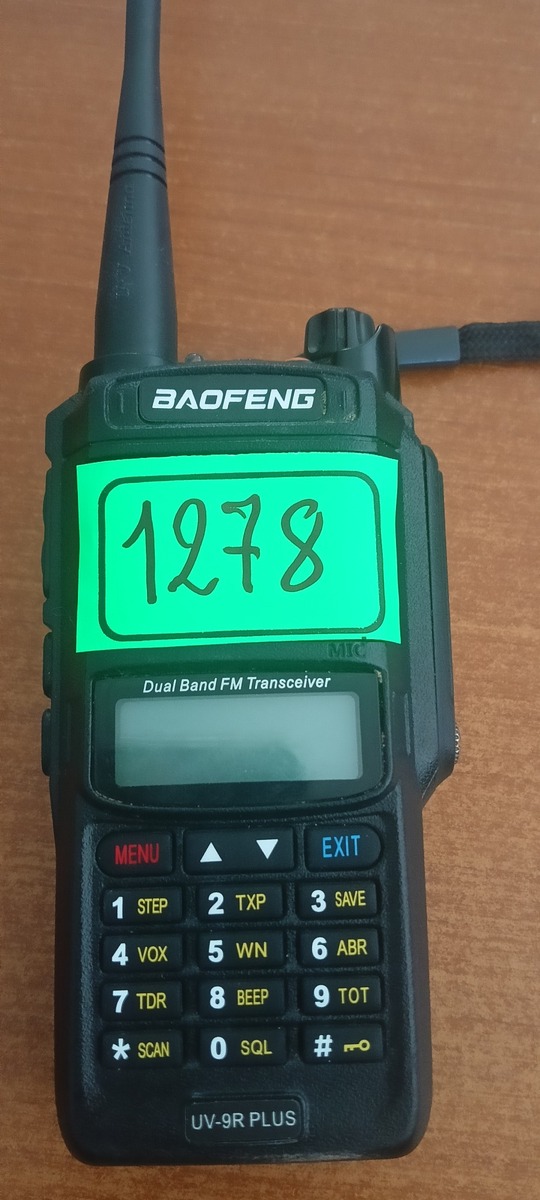 BAOFENG
1278
MIC
Dual Band FM Transceiver
MENU ▲ ▼ EXIT
1 STEP 2 TXP 3 SAVE
4 VOX 5 WN 6 ABR
7 TDR 8 BEEP 9 TOT
* SCAN 0 SQL #
UV-9R PLUS